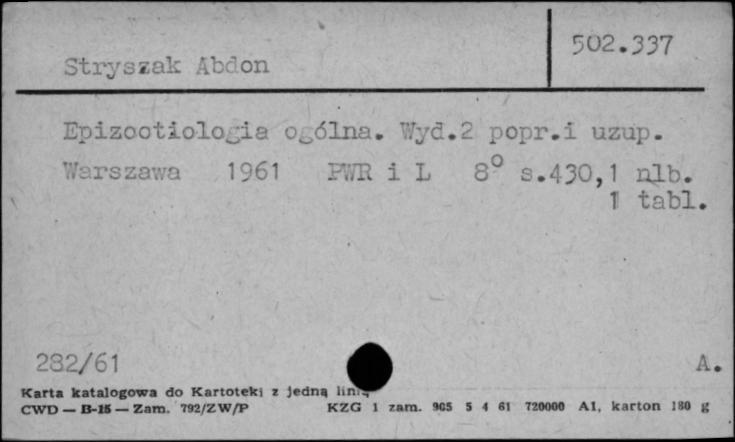 502.337
Stryszak Abdon
Epizootiologia ogólna. Wyd.2 popr.i uzup.
Warszawa 1961 PWR i L 8° s.430,1 nlb.
1 tabl.
282/61 A.
Karta katalogowa do Kartoteki z jedną linią
CWD — B-15 — Zam. 792/ZW/P KZG 1 zam. 905 5 4 61 720000 A1, karton 180 g